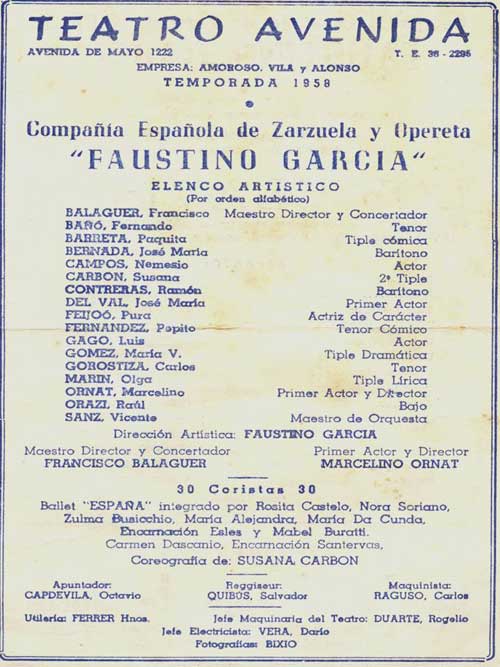 TEATRO AVENIDA
AVENIDA DE MAYO 1222 T. E. 38 - 2295
EMPRESA: AMOROSO, VILA y ALONSO
TEMPORADA 1958
Compañía Española de Zarzuela y Opereta
"FAUSTINO GARCIA"
ELENCO ARTISTICO
(Por orden alfabético)
BALAGUER, Francisco Maestro Director y Concertador
BAÑÓ, Fernando Tenor
BARRETA, Paquita Tiple cómica
BERNADA, José María Barítono
CAMPOS, Nemesio Actor
CARBON, Susana 2ª Tiple
CONTRERAS, Ramón Barítono
DEL VAL, José María Primer Actor
FEIJOÓ, Pura Actriz de Carácter
FERNANDEZ, Pepito Tenor Cómico
GAGO, Luis Actor
GOMEZ, María V. Tiple Dramática
GOROSTIZA, Carlos Tenor
MARIN, Olga Tiple Lírica
ORNAT, Marcelino Primer Actor y Director
ORAZI, Raúl Bajo
SANZ, Vicente Maestro de Orquesta
Dirección Artística: FAUSTINO GARCIA
Maestro Director y Concertador Primer Actor y Director
FRANCISCO BALAGUER MARCELINO ORNAT
30 Coristas 30
Ballet "ESPAÑA" integrado por Rosita Castelo, Nora Soriano,
Zulma Busicchio, María Alejandra, María Da Cunda,
Encarnación Esles y Mabel Buratti.
Carmen Dascanio, Encarnación Santervas,
Coreografía de: SUSANA CARBON
Apuntador: Reggiseur: Maquinista:
CAPDEVILA, Octavio QUIBUS, Salvador RAGUSO, Carlos
Utilería: FERRER Hnos. Jefe Maquinaria del Teatro: DUARTE, Rogelio
Jefe Electricista: VERA, Darío
Fotografías: BIXIO